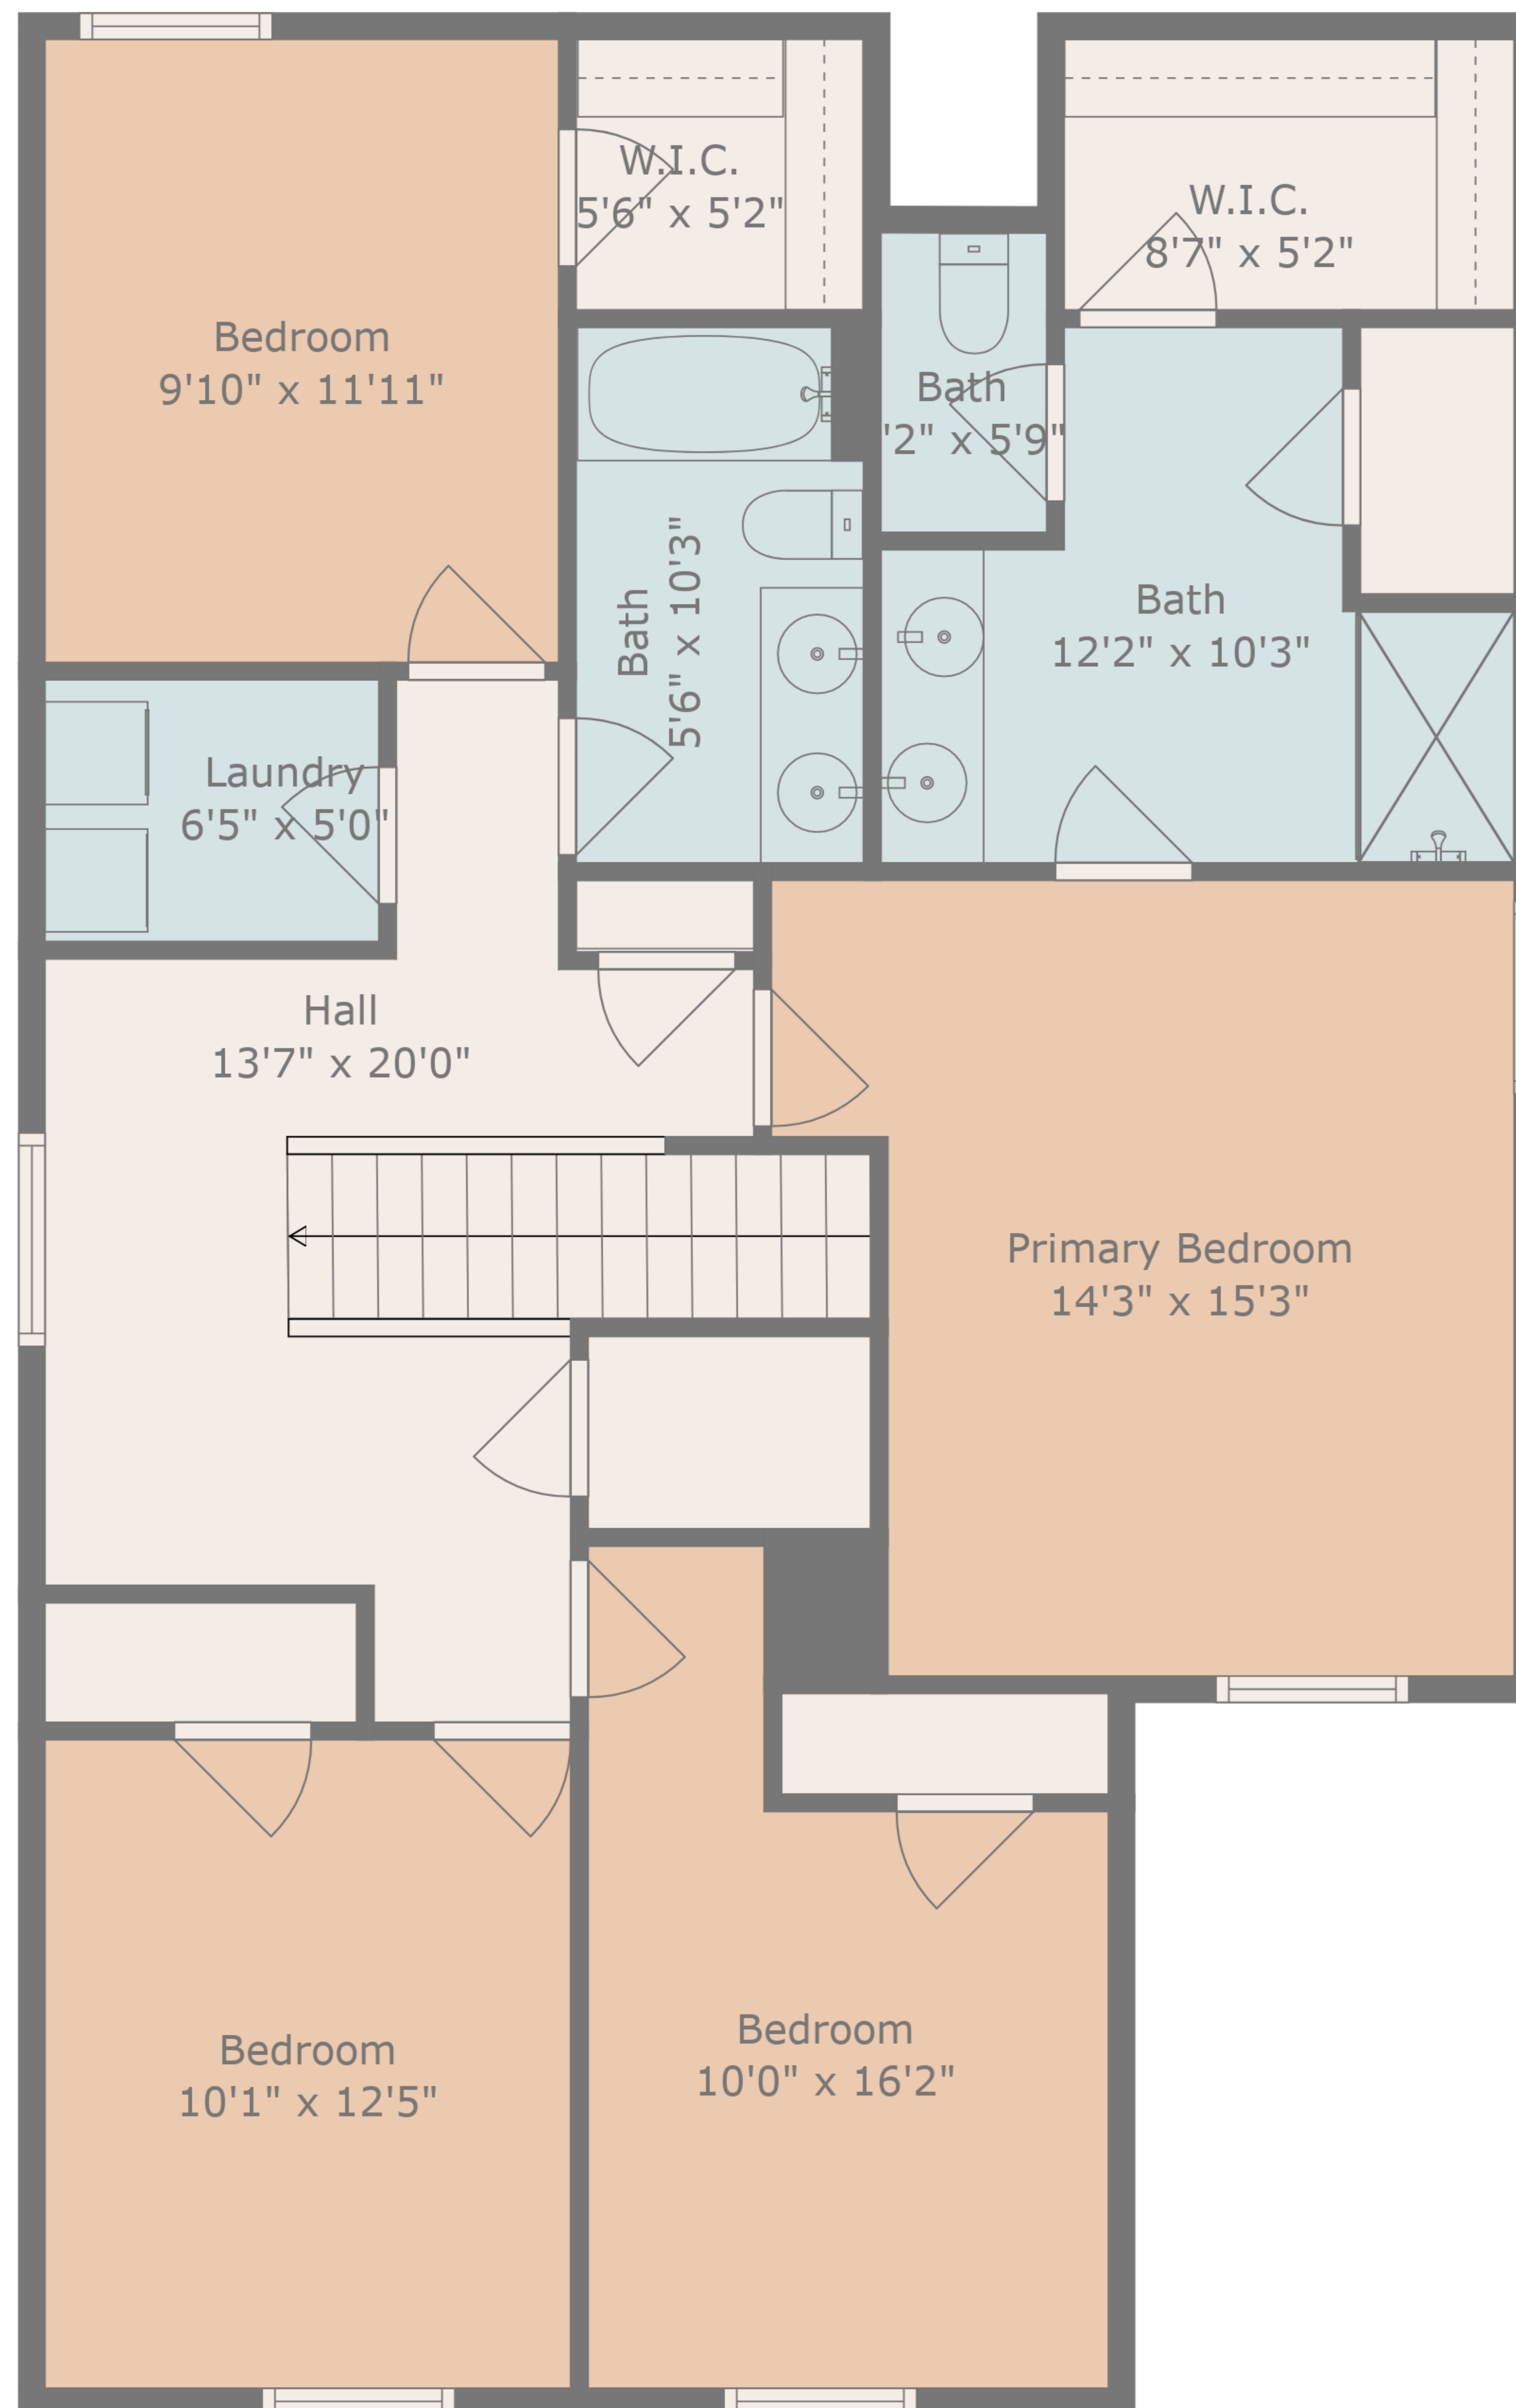 W.I.C.
5'6" x 5'2"
W.I.C.
8'7" x 5'2"
Bedroom
9'10" x 11'11"
Bath
'2" x 5'9"
Bath
5'6" x 10'3"
Bath
12'2" x 10'3"
Laundry
6'5" x 5'0"
Hall
13'7" x 20'0"
Primary Bedroom
14'3" x 15'3"
Bedroom
10'1" x 12'5"
Bedroom
10'0" x 16'2"